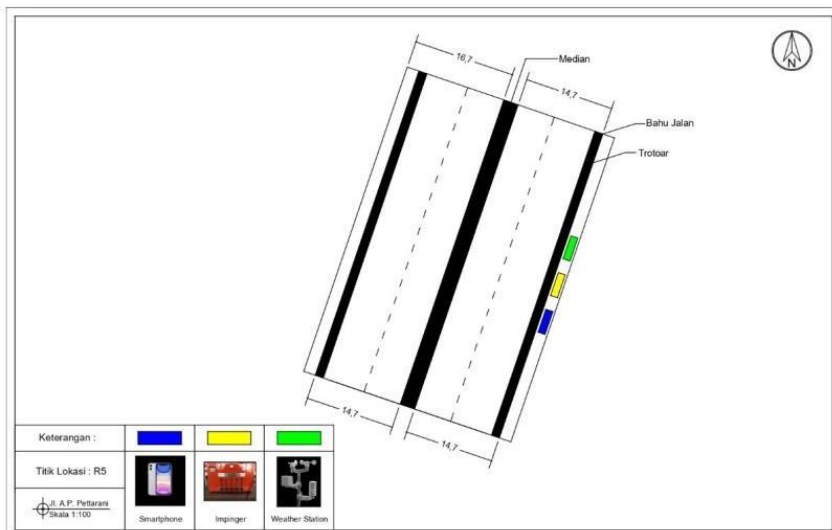 16,7
Median
14,7
N
Bahu Jalan
Trotoar
14,7
14,7
Keterangan :
Titik Lokasi : R5
Jl. A.P. Pettarani
Skala 1:100
Smartphone
Impinger
Weather Station